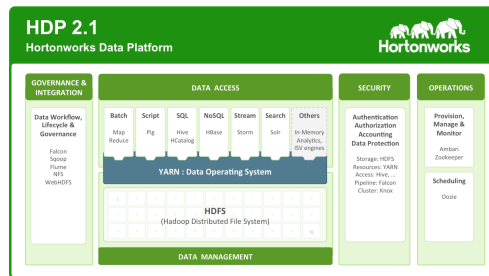 HDP 2.1
Hortonworks Data Platform
Hortonworks
GOVERNANCE &
INTEGRATION
Data Workflow,
Lifecycle &
Governance
Falcon
Sqoop
Flume
NFS
WebHDFS
DATA ACCESS
Batch
Map
Reduce
Script
Pig
SQL
Hive
HCatalog
NoSQL
HBase
Stream
Storm
Search
Solr
Others
In-Memory
Analytics,
ISV engines
YARN : Data Operating System
1
HDFS
(Hadoop Distributed File System)
DATA MANAGEMENT
SECURITY
Authentication
Authorization
Accounting
Data Protection
Storage: HDFS
Resources: YARN
Access: Hive, ...
Pipeline: Falcon
Cluster: Knox
OPERATIONS
Provision,
Manage &
Monitor
Ambari
Zookeeper
Scheduling
Oozie